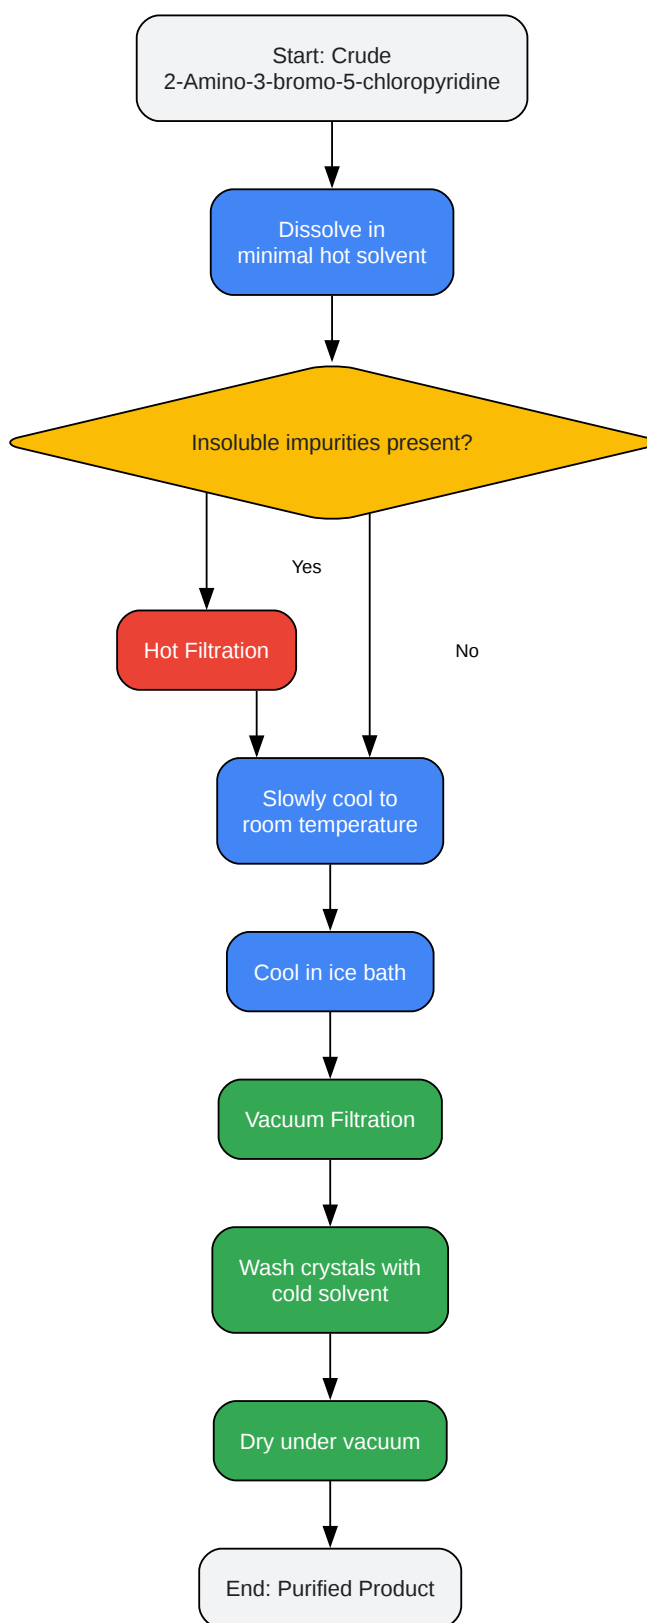 Start: Crude
2-Amino-3-bromo-5-chloropyridine
Dissolve in
minimal hot solvent
Insoluble impurities present?
Yes
Hot Filtration
No
Slowly cool to
room temperature
Cool in ice bath
Vacuum Filtration
Wash crystals with
cold solvent
Dry under vacuum
End: Purified Product